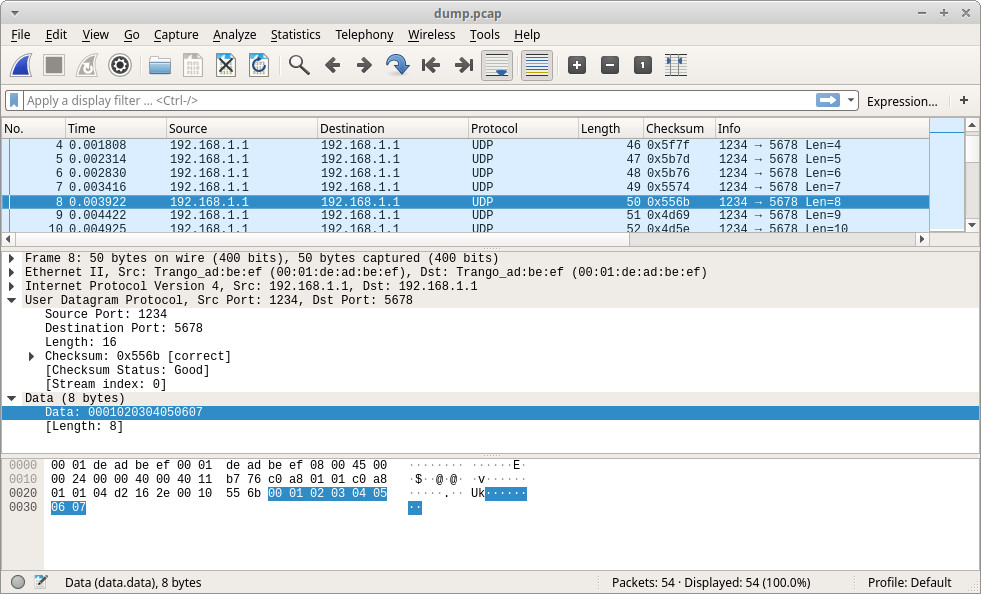 dump.pcap
File Edit View Go Capture Analyze Statistics Telephony Wireless Tools Help
1
Apply a display filter ... <Ctrl-/> Expression... +
No. Time Source Destination Protocol Length Checksum Info
4 0.001808 192.168.1.1 192.168.1.1 UDP 46 0x5f7f 1234 → 5678 Len=4
5 0.002314 192.168.1.1 192.168.1.1 UDP 47 0x5b7d 1234 → 5678 Len=5
6 0.002830 192.168.1.1 192.168.1.1 UDP 48 0x5b76 1234 → 5678 Len=6
7 0.003416 192.168.1.1 192.168.1.1 UDP 49 0x5574 1234 → 5678 Len=7
8 0.003922 192.168.1.1 192.168.1.1 UDP 50 0x556b 1234 → 5678 Len=8
9 0.004422 192.168.1.1 192.168.1.1 UDP 51 0x4d69 1234 → 5678 Len=9
10 0.004925 192.168.1.1 192.168.1.1 UDP 52 0x4d5e 1234 → 5678 Len=10
Frame 8: 50 bytes on wire (400 bits), 50 bytes captured (400 bits)
Ethernet II, Src: Trango_ad:be:ef (00:01:de:ad:be:ef), Dst: Trango_ad:be:ef (00:01:de:ad:be:ef)
Internet Protocol Version 4, Src: 192.168.1.1, Dst: 192.168.1.1
User Datagram Protocol, Src Port: 1234, Dst Port: 5678
Source Port: 1234
Destination Port: 5678
Length: 16
Checksum: 0x556b [correct]
[Checksum Status: Good]
[Stream index: 0]
Data (8 bytes)
Data: 0001020304050607
[Length: 8]
0000 00 01 de ad be ef 00 01 de ad be ef 08 00 45 00 ········ ······E·
0010 00 24 00 00 40 00 40 11 b7 76 c0 a8 01 01 c0 a8 ·$··@·@· ·v······
0020 01 01 04 d2 16 2e 00 10 55 6b 00 01 02 03 04 05 ·····.·· Uk······
0030 06 07 ··
Data (data.data), 8 bytes Packets: 54 · Displayed: 54 (100.0%) Profile: Default